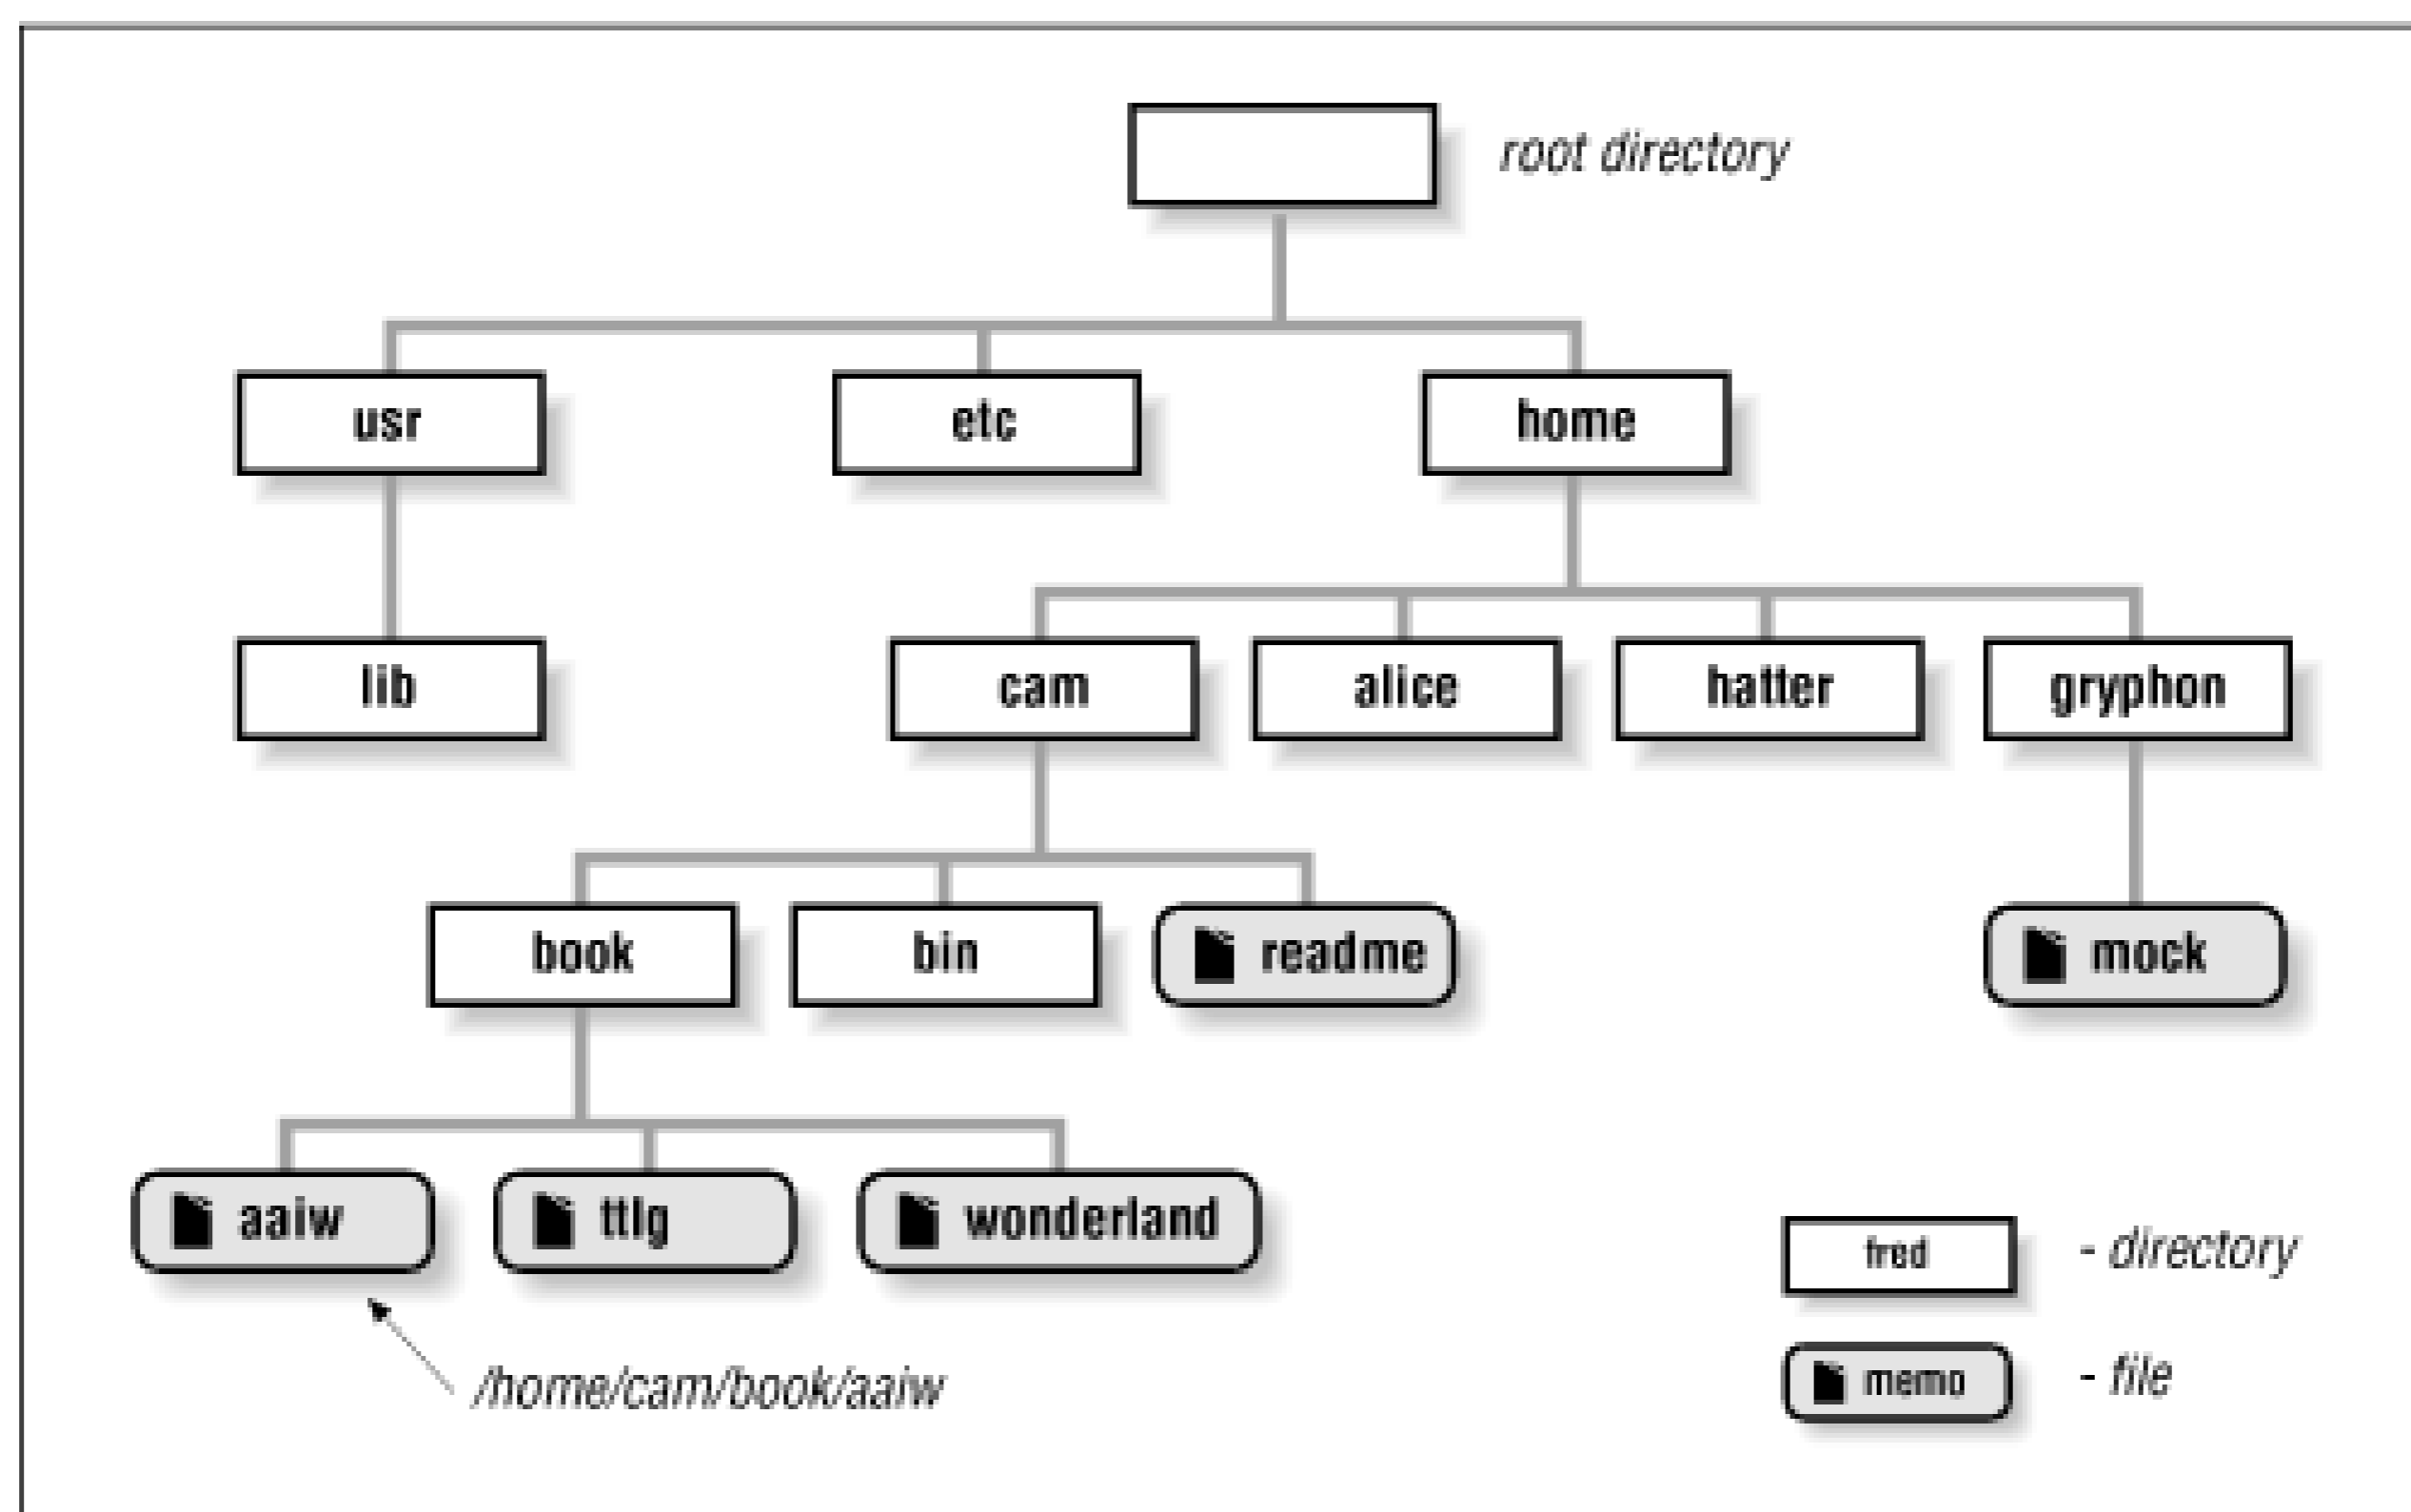 root directory
usr etc home
lib cam alice hatter gryphon
book bin readme mock
aaiw ttlg wonderland
fred - directory
memo - file
/home/cam/book/aaiw